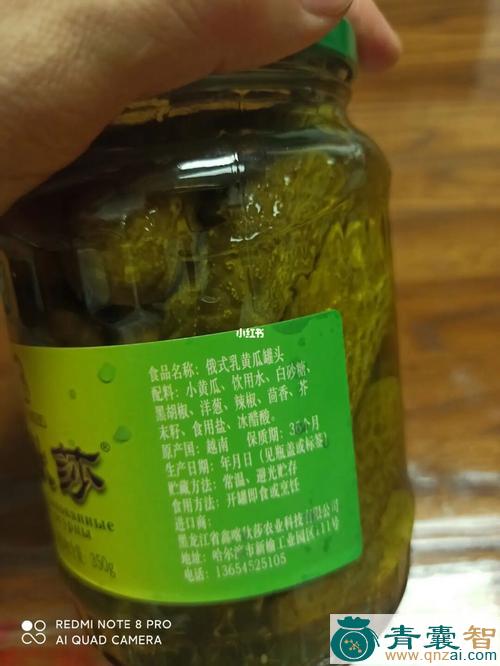 小红书
食品名称: 俄式乳黄瓜罐头
配料: 小黄瓜、饮用水、白砂糖、
黑胡椒、洋葱、辣椒、茴香、芥
末籽、食用盐、冰醋酸。
原产国: 越南 保质期: 36个月
生产日期: 年月日 (见瓶盖或标签)
贮藏方法: 常温、避光贮存
食用方法: 开罐即食或烹饪
进口商:
黑龙江省鑫喀秋莎农业科技有限公司
地址: 哈尔滨市新榆工业园区111号
电话: 13654525105
莎
350g
REDMI NOTE 8 PRO
AI QUAD CAMERA
青囊智
www.qnzai.com